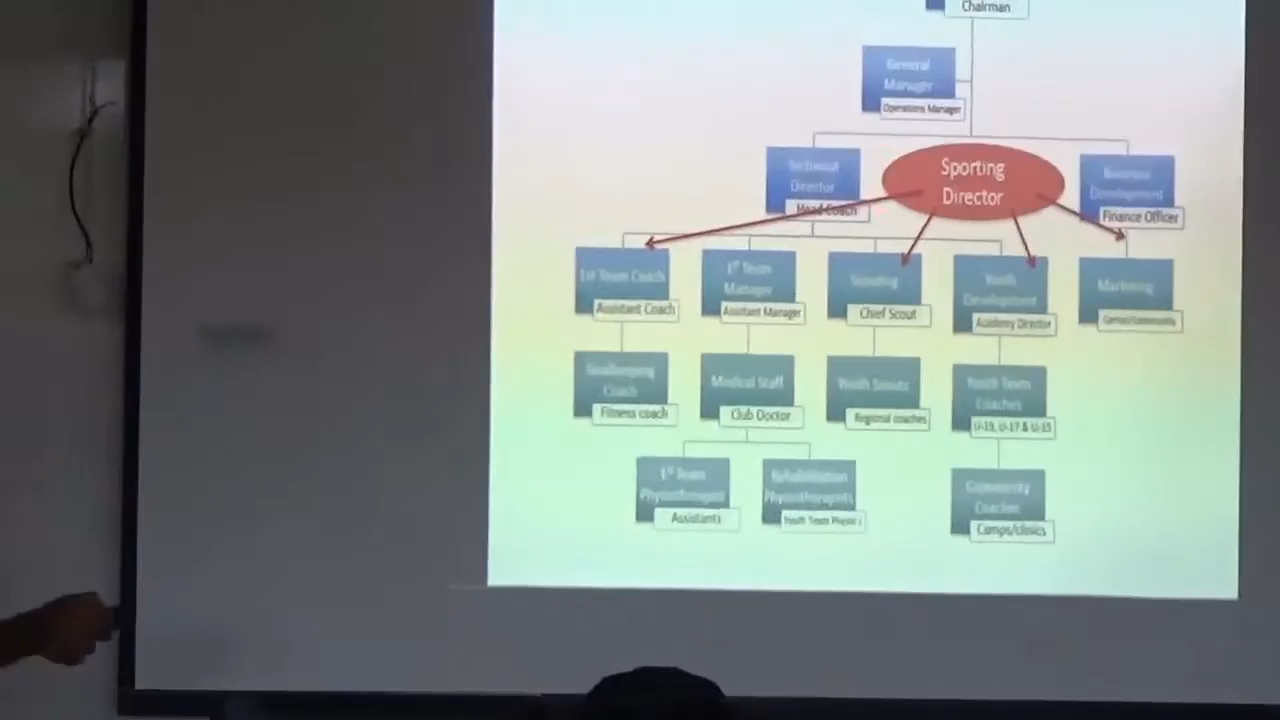 Chairman
General
Manager
Operations Manager
Technical
Director
Head Coach
Sporting
Director
Business
Development
Finance Officer
1st Team Coach
Assistant Coach
1st Team
Manager
Assistant Manager
Scouting
Chief Scout
Youth
Development
Academy Director
Marketing
Goalkeeping
Coach
Fitness coach
Medical Staff
Club Doctor
Youth Scouts
Regional coaches
Youth Team
Coaches
U-19, U-17 & U-15
1st Team
Physiotherapist
Assistants
Rehabilitation
Physiotherapists
Community
Coaches
Camps/clinics